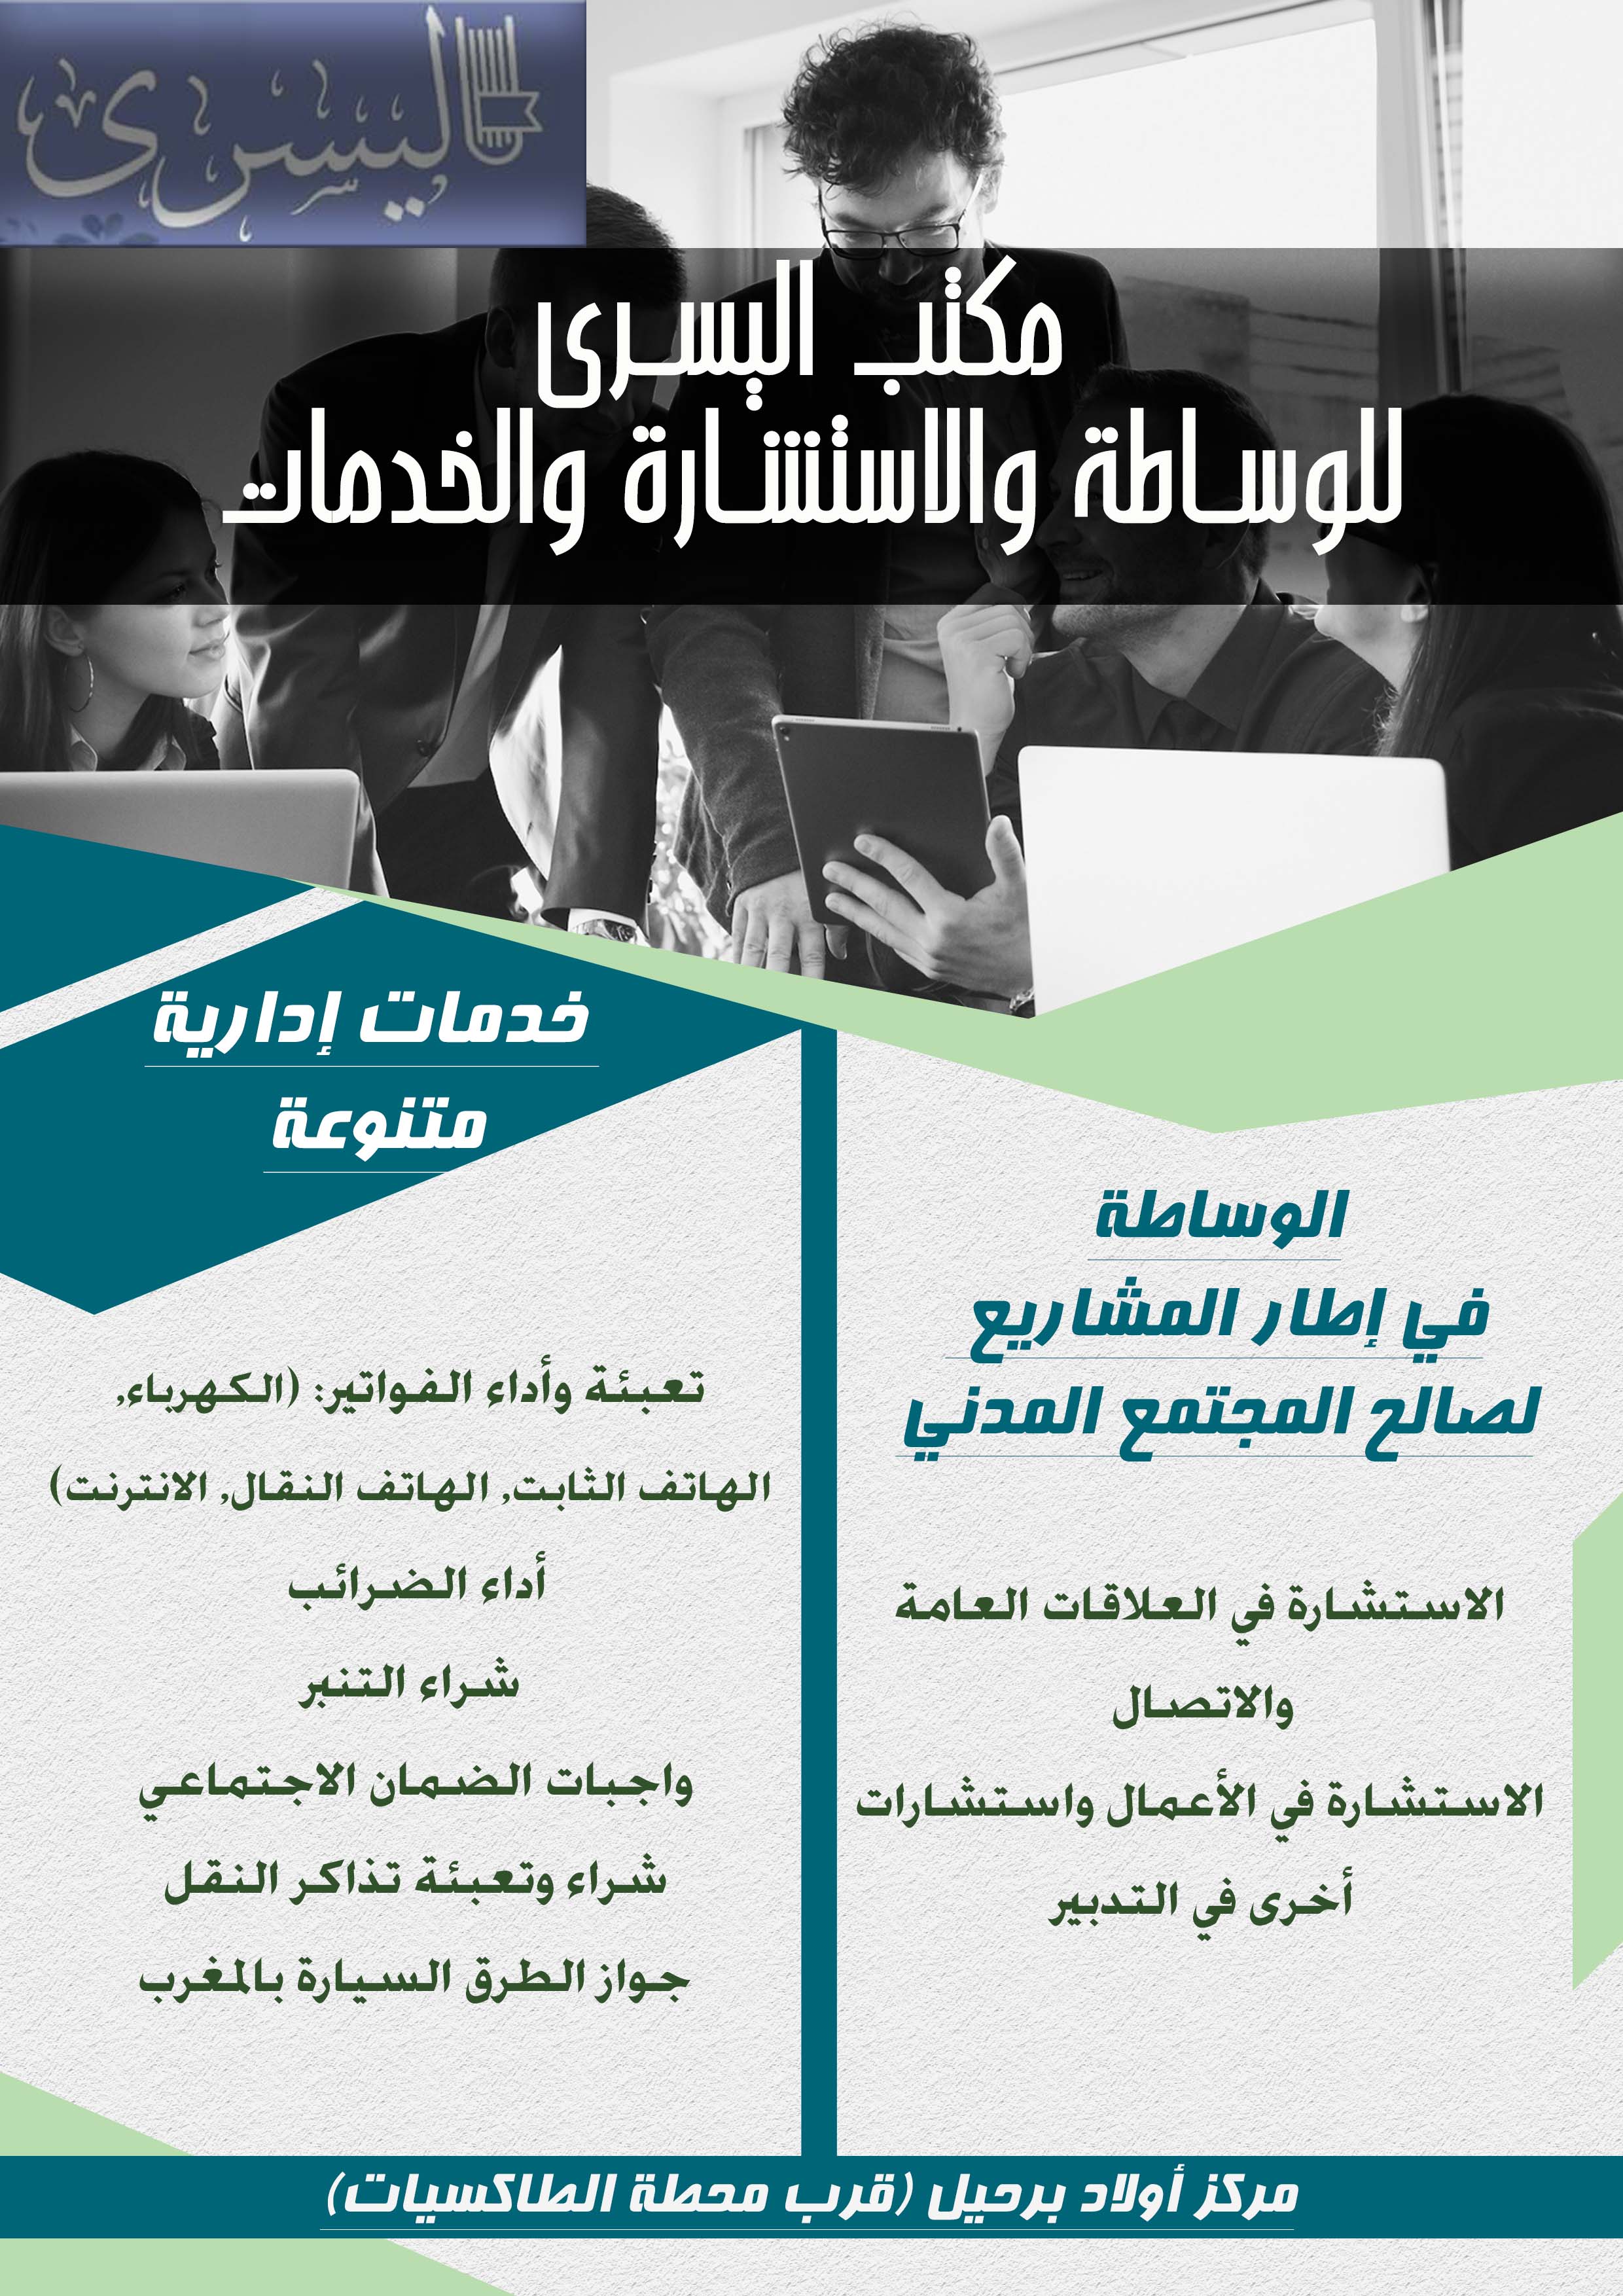 اليسرى
مكتب اليسرى
للوساطة والاستشارة والخدمات
الوساطة
في إطار المشاريع
لصالح المجتمع المدني
الاستشارة في العلاقات العامة
والاتصال
الاستشارة في الأعمال واستشارات
أخرى في التدبير
خدمات إدارية
متنوعة
تعبئة وأداء الفواتير: (الكهرباء,
الهاتف الثابت, الهاتف النقال, الانترنت)
أداء الضرائب
شراء التنبر
واجبات الضمان الاجتماعي
شراء وتعبئة تذاكر النقل
جواز الطرق السيارة بالمغرب
مركز أولاد برحيل (قرب محطة الطاكسيات)